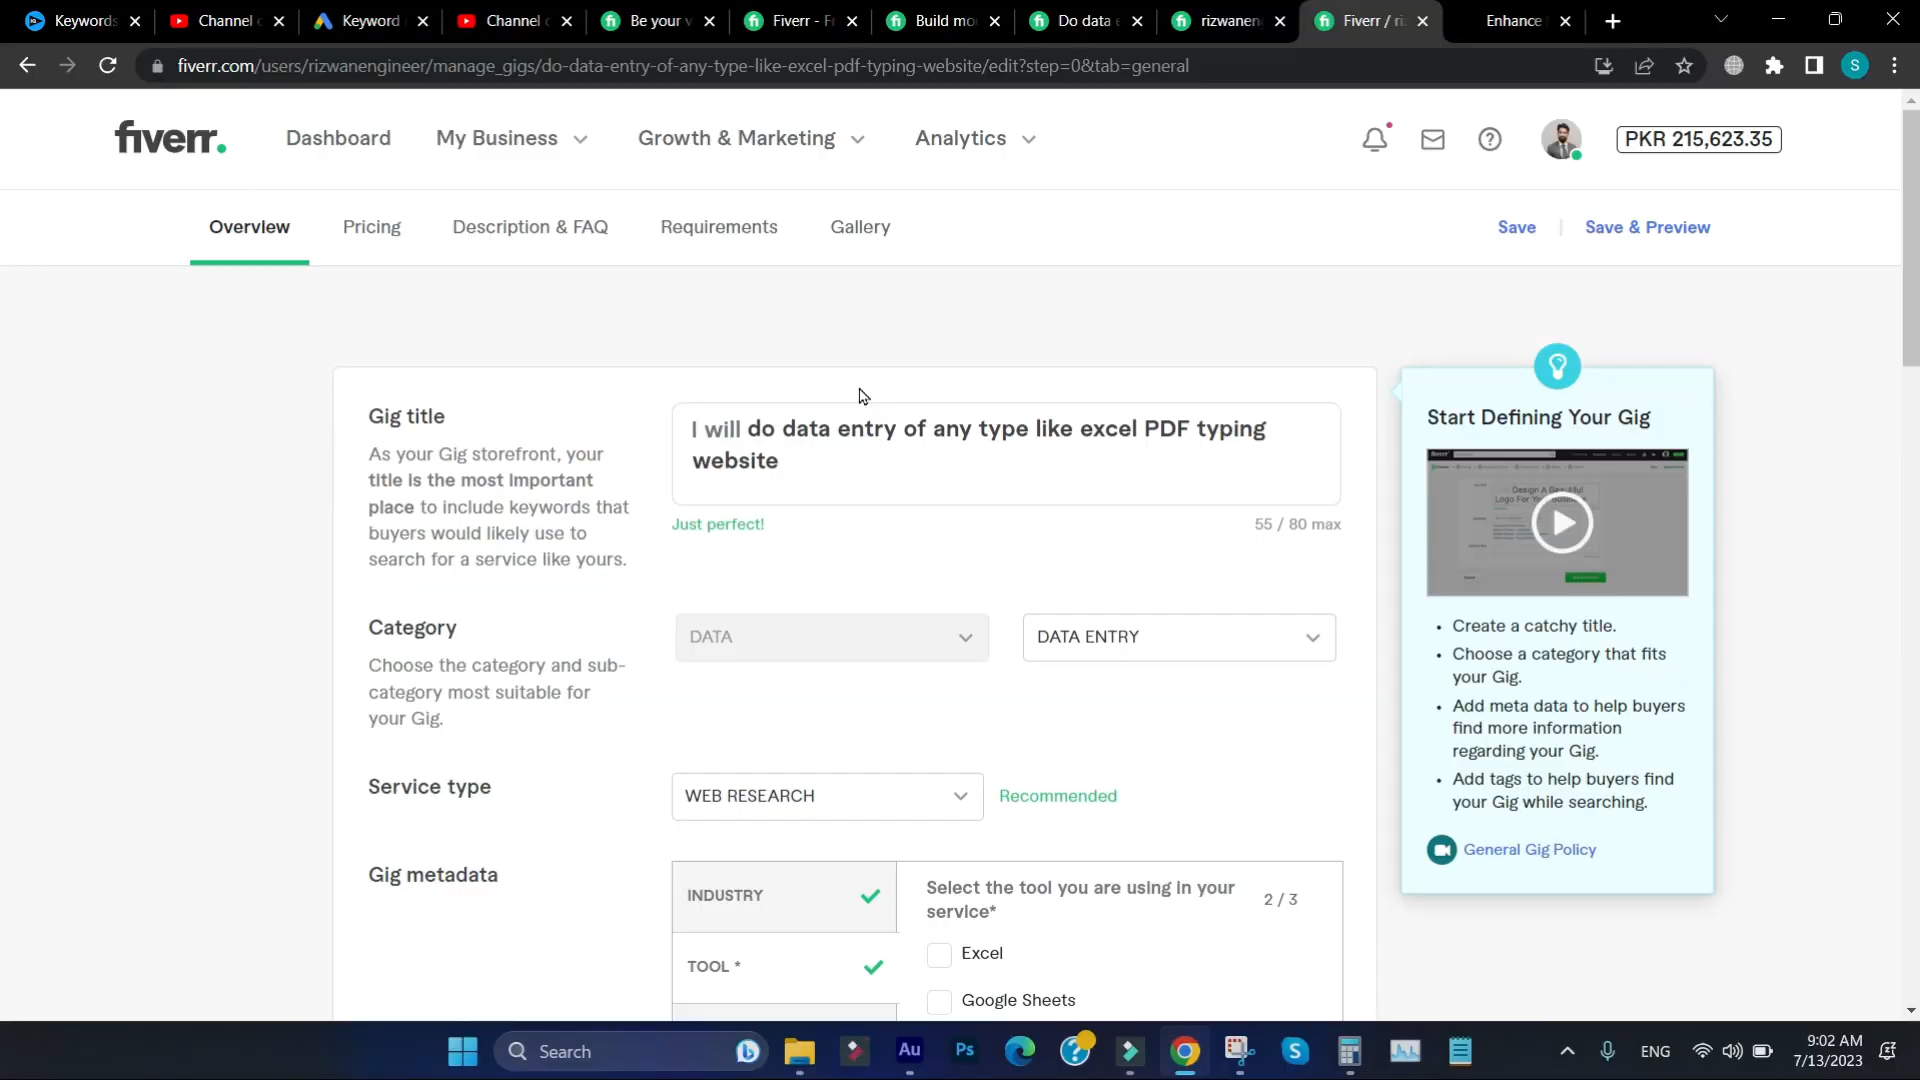 Keywords
Channel
Keyword
Channel
Be your
Fiverr - F
Build mo
Do data
rizwanen
Fiverr / ri
Enhance
fiverr.com/users/rizwanengineer/manage_gigs/do-data-entry-of-any-type-like-excel-pdf-typing-website/edit?step=0&tab=general
S
fiverr.
Dashboard
My Business
Growth & Marketing
Analytics
PKR 215,623.35
Overview
Pricing
Description & FAQ
Requirements
Gallery
Save
Save & Preview
Gig title
As your Gig storefront, your
title is the most important
place to include keywords that
buyers would likely use to
search for a service like yours.
I will do data entry of any type like excel PDF typing
website
Just perfect!
55 / 80 max
Category
Choose the category and sub-
category most suitable for
your Gig.
DATA
DATA ENTRY
Service type
WEB RESEARCH
Recommended
Gig metadata
INDUSTRY
TOOL *
Select the tool you are using in your
service*
2 / 3
Excel
Google Sheets
Start Defining Your Gig
Design A Beautiful
Logo For Your Business
• Create a catchy title.
• Choose a category that fits
your Gig.
• Add meta data to help buyers
find more information
regarding your Gig.
• Add tags to help buyers find
your Gig while searching.
General Gig Policy
Search
Au
Ps
ENG
9:02 AM
7/13/2023